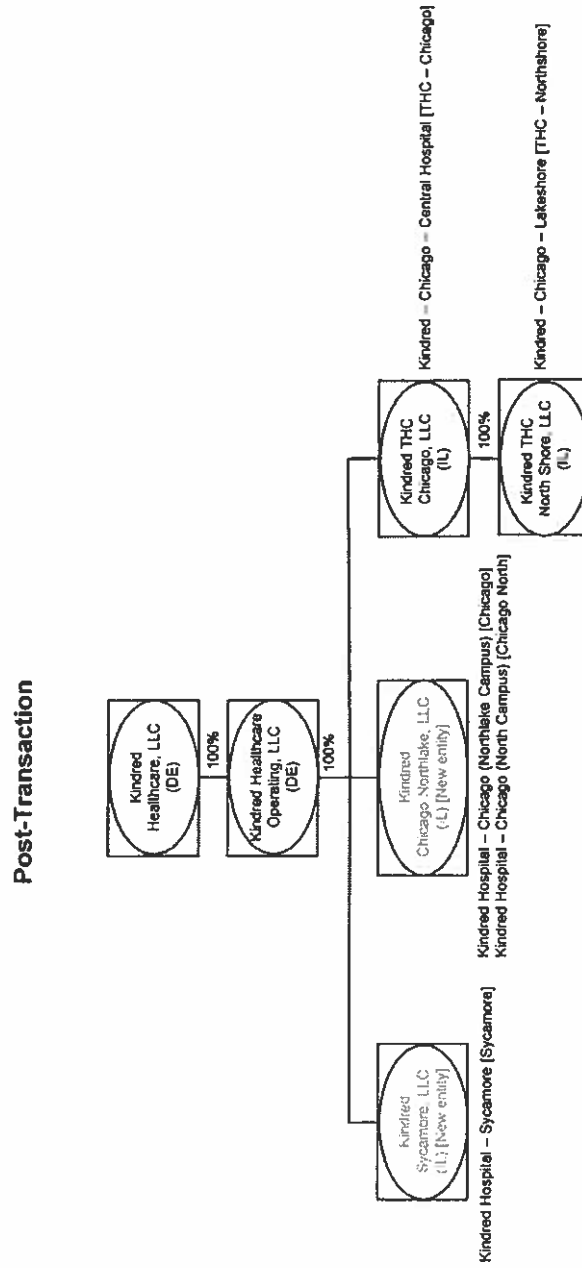 Post-Transaction
Kindred
Healthcare, LLC
(DE)
100%
Kindred Healthcare
Operating, LLC
(DE)
100%
Kindred
Sycamore, LLC
(IL) [New entity]
Kindred Hospital – Sycamore [Sycamora]
Kindred
Chicago Northlake, LLC
(IL) [New entity]
Kindred Hospital – Chicago (Northlake Campus) [Chicago]
Kindred Hospital – Chicago (North Campus) [Chicago North]
Kindred THC
Chicago, LLC
(IL)
Kindred – Chicago – Central Hospital [THC – Chicago]
100%
Kindred THC
North Shore, LLC
(IL)
Kindred – Chicago – Lakeshore [THC – Northshore]